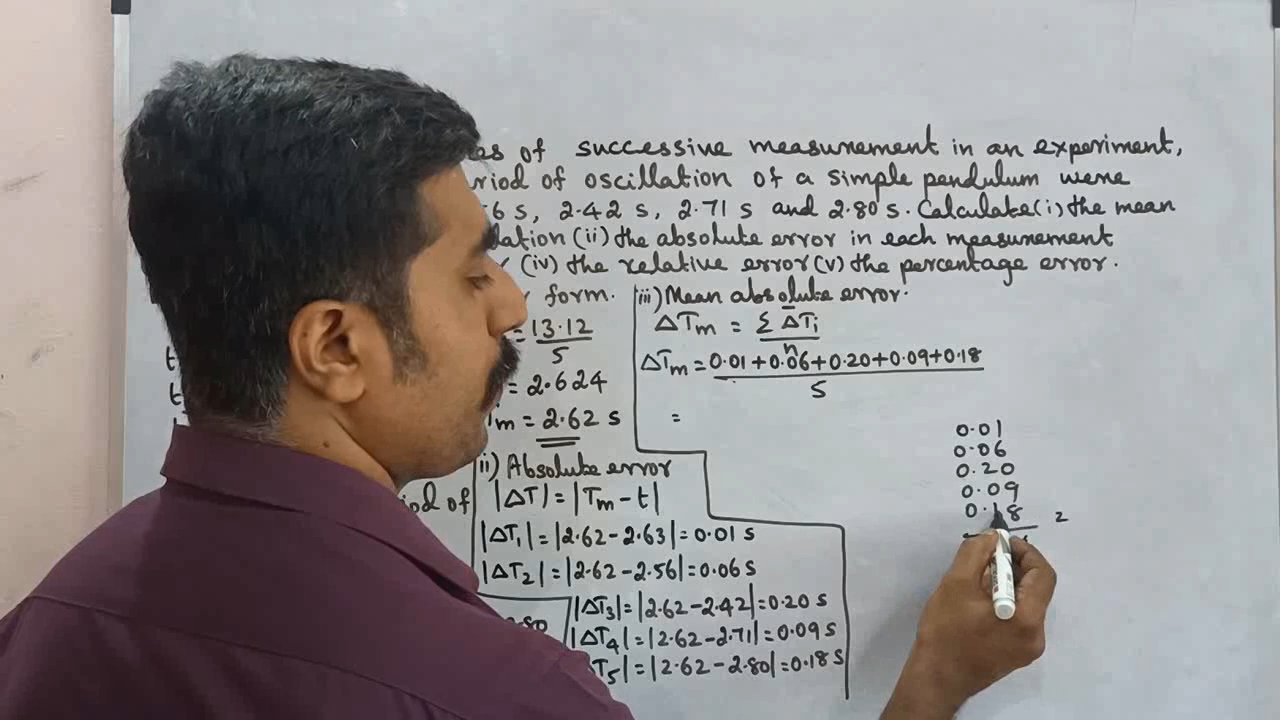 of successive measurement in an experiment,
of oscillation of a simple pendulum were
s, 2.42 s, 2.71 s and 2.80 s. Calculate (i) the mean
(ii) the absolute error in each measurement
(iv) the relative error (v) the percentage error.
form.
= 13.12
5
= 2.624
= 2.62 s
iii) Mean absolute error.
ΔTm = Σ ΔTi
n
ΔTm = 0.01 + 0.06 + 0.20 + 0.09 + 0.18
5
=
ii) Absolute error
|ΔT| = |Tm - t|
|ΔT1| = |2.62 - 2.63| = 0.01 s
|ΔT2| = |2.62 - 2.56| = 0.06 s
|ΔT3| = |2.62 - 2.42| = 0.20 s
|ΔT4| = |2.62 - 2.71| = 0.09 s
|2.62 - 2.80| = 0.18 s
of
0.01
0.06
0.20
0.09
0.18
2